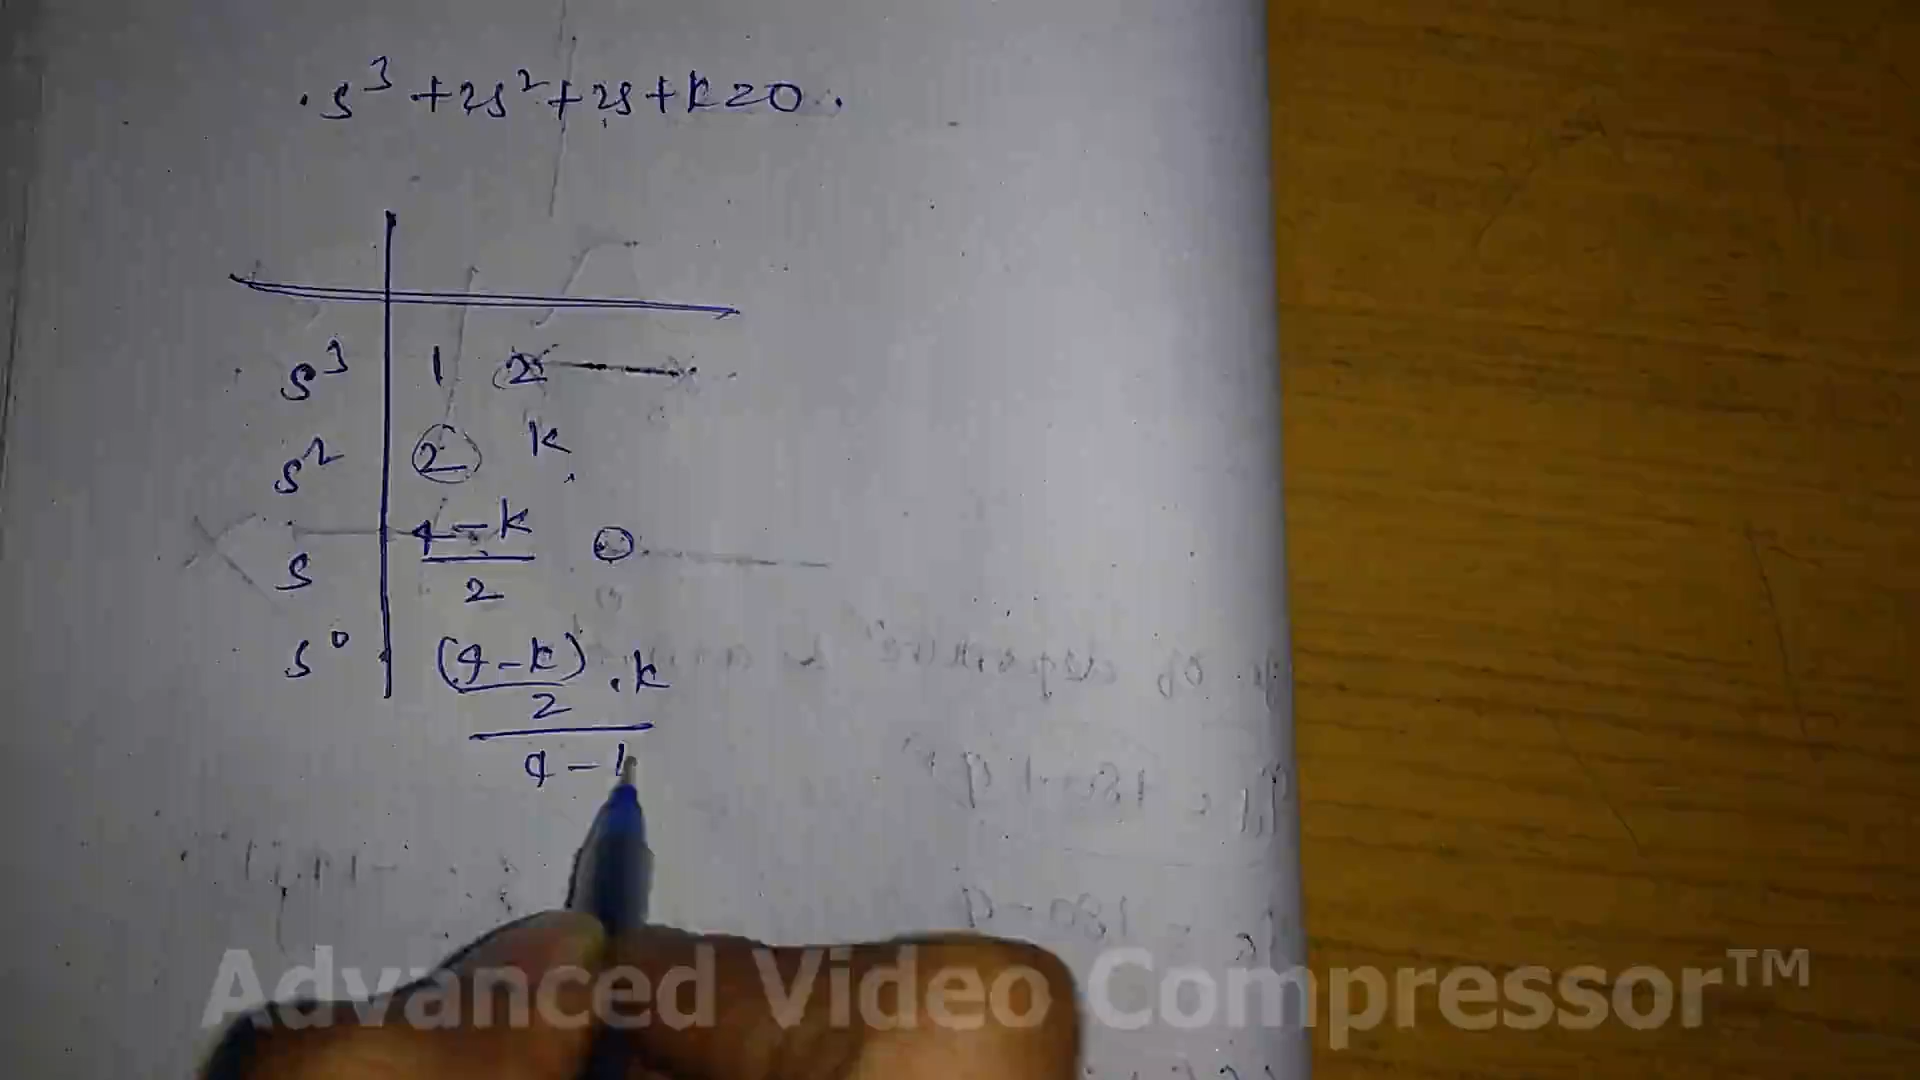 s³ + 2s² + 2s + k = 0
s³ 1 2
s² 2 k
s (4-k)/2 0
s⁰ ((4-k)/2 . k)/(4-k
Advanced Video Compressor™